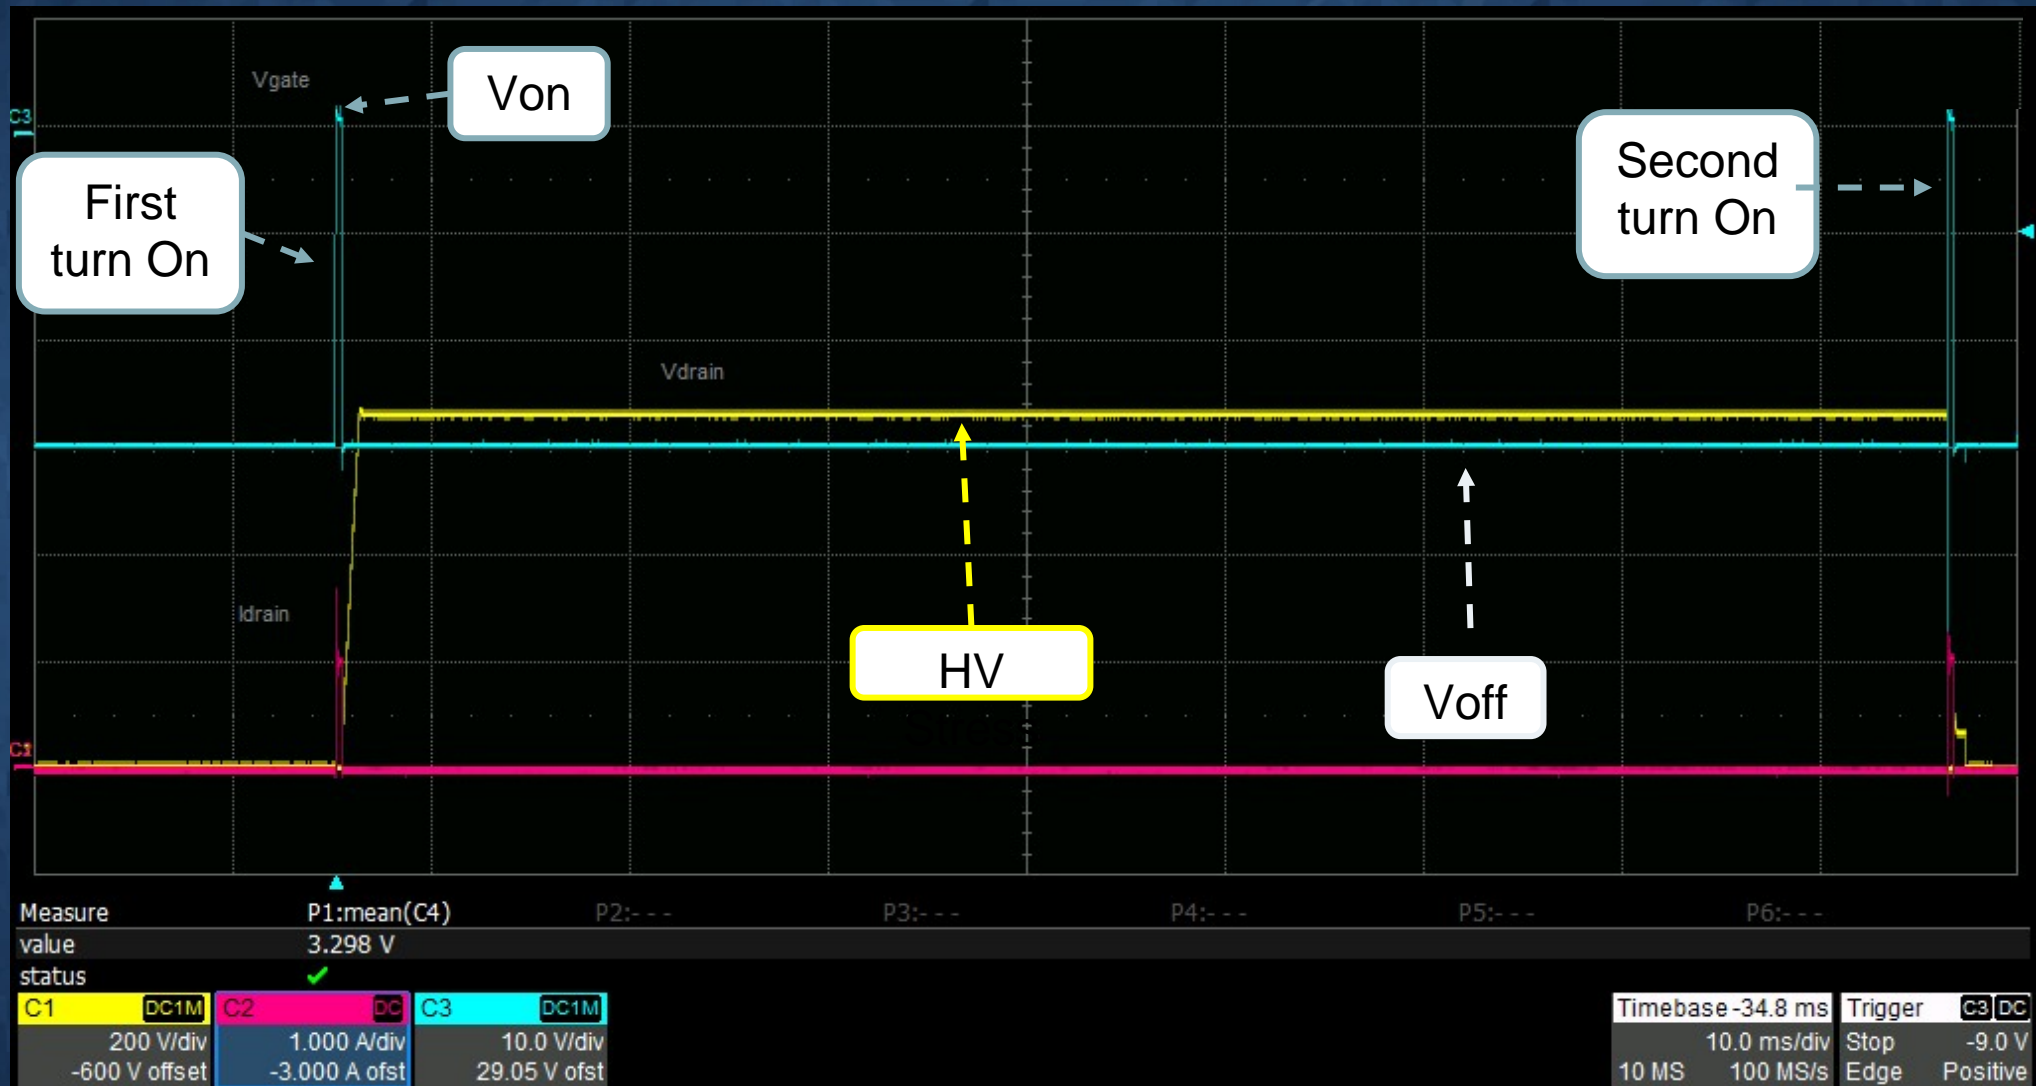 Vgate
Von
C3
First
turn On
Second
turn On
Vdrain
Idrain
HV
Stress
Voff
Measure P1:mean(C4) P2:- - - P3:- - - P4:- - - P5:- - - P6:- - -
value 3.298 V
status
C1 DC1M C2 DC C3 DC1M
200 V/div 1.000 A/div 10.0 V/div
-600 V offset -3.000 A ofst 29.05 V ofst
Timebase -34.8 ms Trigger C3 DC
10.0 ms/div Stop -9.0 V
10 MS 100 MS/s Edge Positive